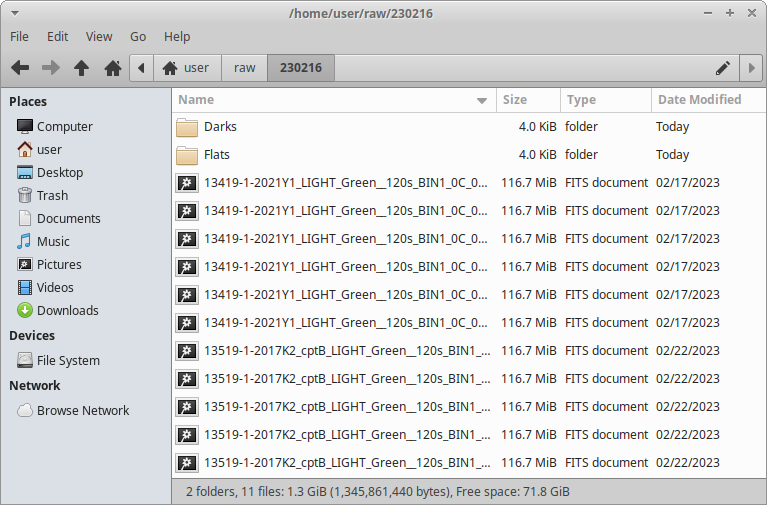 /home/user/raw/230216
File Edit View Go Help
user raw 230216
Places
Computer
user
Desktop
Trash
Documents
Music
Pictures
Videos
Downloads
Devices
File System
Network
Browse Network
Name Size Type Date Modified
Darks 4.0 KiB folder Today
Flats 4.0 KiB folder Today
13419-1-2021Y1_LIGHT_Green__120s_BIN1_0C_0... 116.7 MiB FITS document 02/17/2023
13419-1-2021Y1_LIGHT_Green__120s_BIN1_0C_0... 116.7 MiB FITS document 02/17/2023
13419-1-2021Y1_LIGHT_Green__120s_BIN1_0C_0... 116.7 MiB FITS document 02/17/2023
13419-1-2021Y1_LIGHT_Green__120s_BIN1_0C_0... 116.7 MiB FITS document 02/17/2023
13419-1-2021Y1_LIGHT_Green__120s_BIN1_0C_0... 116.7 MiB FITS document 02/17/2023
13419-1-2021Y1_LIGHT_Green__120s_BIN1_0C_0... 116.7 MiB FITS document 02/17/2023
13519-1-2017K2_cptB_LIGHT_Green__120s_BIN1_... 116.7 MiB FITS document 02/22/2023
13519-1-2017K2_cptB_LIGHT_Green__120s_BIN1_... 116.7 MiB FITS document 02/22/2023
13519-1-2017K2_cptB_LIGHT_Green__120s_BIN1_... 116.7 MiB FITS document 02/22/2023
13519-1-2017K2_cptB_LIGHT_Green__120s_BIN1_... 116.7 MiB FITS document 02/22/2023
13519-1-2017K2_cptB_LIGHT_Green__120s_BIN1_... 116.7 MiB FITS document 02/22/2023
2 folders, 11 files: 1.3 GiB (1,345,861,440 bytes), Free space: 71.8 GiB